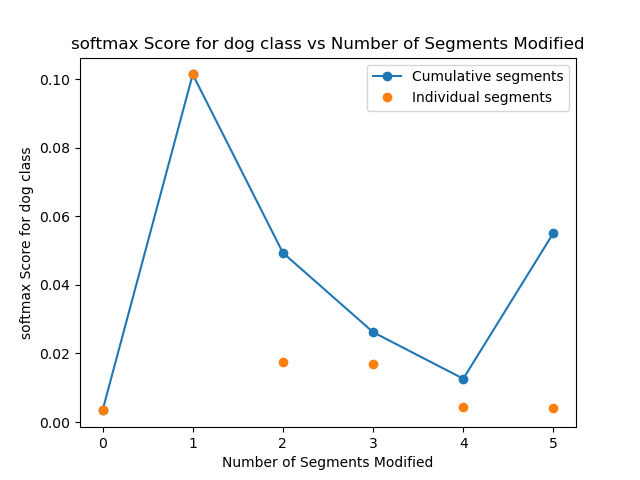 softmax Score for dog class vs Number of Segments Modified
Cumulative segments
Individual segments
softmax Score for dog class
0.10
0.08
0.06
0.04
0.02
0.00
0 1 2 3 4 5
Number of Segments Modified